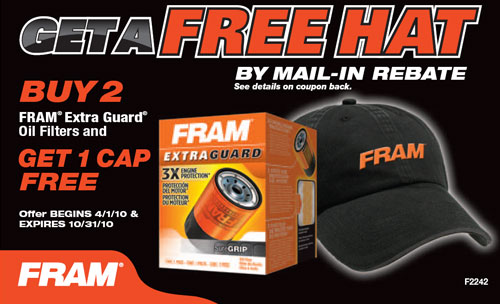 GET A FREE HAT
BY MAIL-IN REBATE
See details on coupon back.
BUY 2
FRAM® Extra Guard®
Oil Filters and
GET 1 CAP
FREE
Offer BEGINS 4/1/10 &
EXPIRES 10/31/10
FRAM
FRAM®
EXTRAGUARD
3X ENGINE
PROTECTION
PROTECCIÓN
DEL MOTOR
PROTECTION
DU MOTEUR
SureGRIP
FRAM
F2242